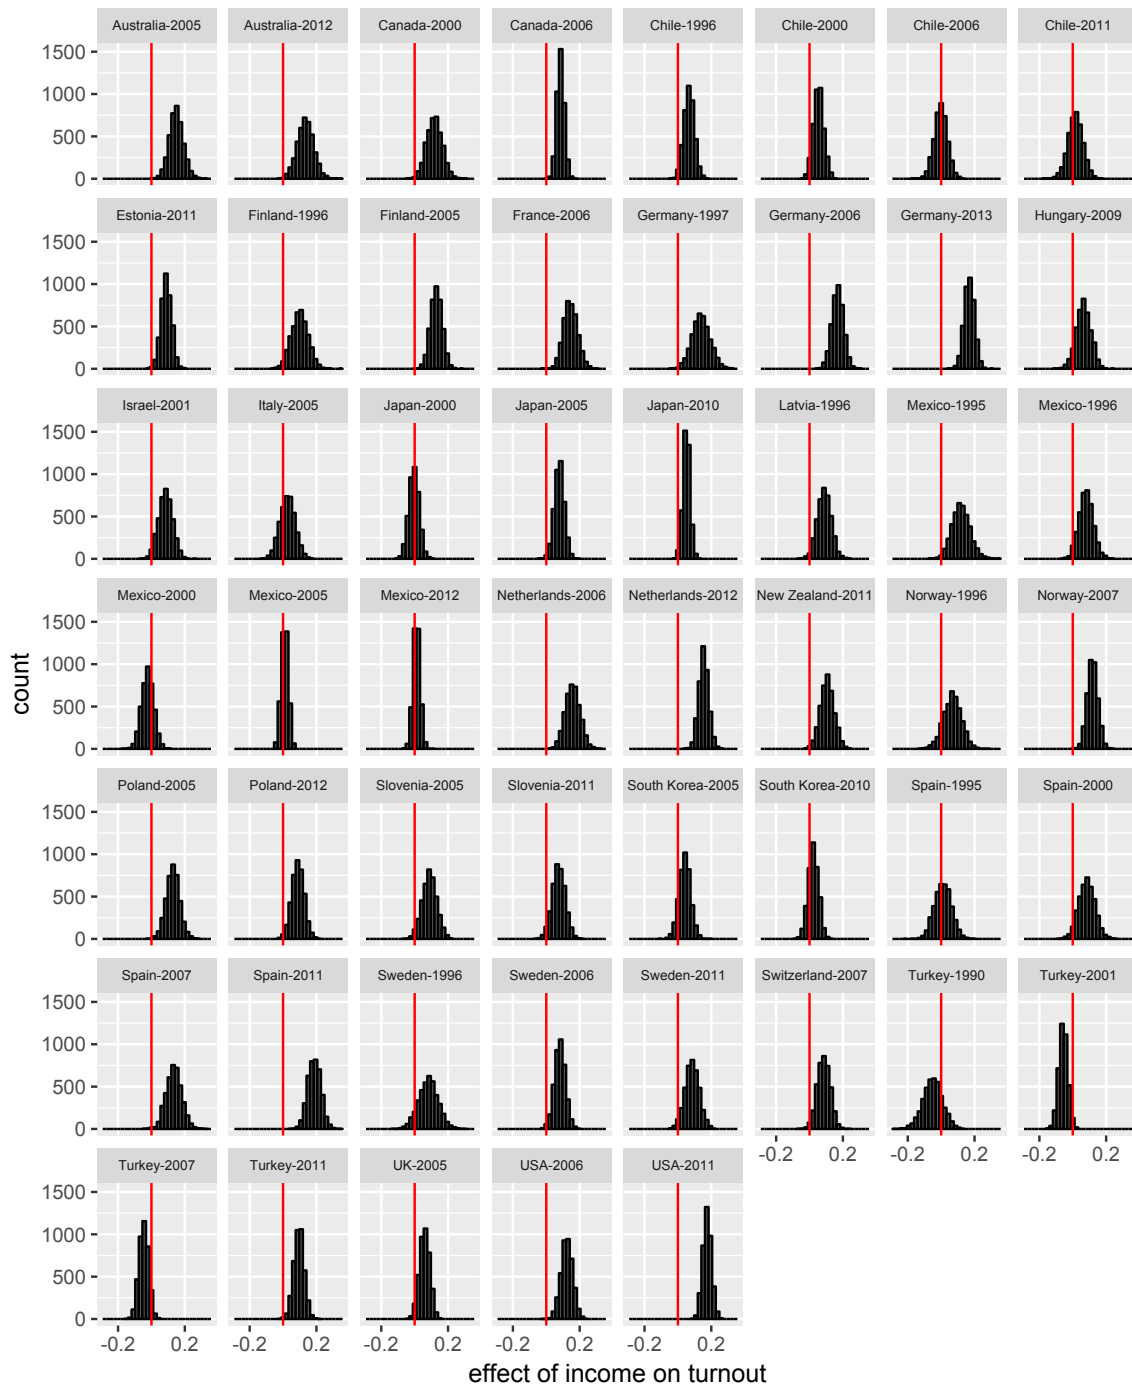 Australia-2005 Australia-2012 Canada-2000 Canada-2006 Chile-1996 Chile-2000 Chile-2006 Chile-2011
1500
1000
500
0
Estonia-2011 Finland-1996 Finland-2005 France-2006 Germany-1997 Germany-2006 Germany-2013 Hungary-2009
1500
1000
500
0
Israel-2001 Italy-2005 Japan-2000 Japan-2005 Japan-2010 Latvia-1996 Mexico-1995 Mexico-1996
1500
1000
500
0
Mexico-2000 Mexico-2005 Mexico-2012 Netherlands-2006 Netherlands-2012 New Zealand-2011 Norway-1996 Norway-2007
1500
1000
500
0
count
Poland-2005 Poland-2012 Slovenia-2005 Slovenia-2011 South Korea-2005 South Korea-2010 Spain-1995 Spain-2000
1500
1000
500
0
Spain-2007 Spain-2011 Sweden-1996 Sweden-2006 Sweden-2011 Switzerland-2007 Turkey-1990 Turkey-2001
1500
1000
500
0
-0.2 0.2 -0.2 0.2 -0.2 0.2
Turkey-2007 Turkey-2011 UK-2005 USA-2006 USA-2011
1500
1000
500
0
-0.2 0.2 -0.2 0.2 -0.2 0.2 -0.2 0.2 -0.2 0.2
effect of income on turnout